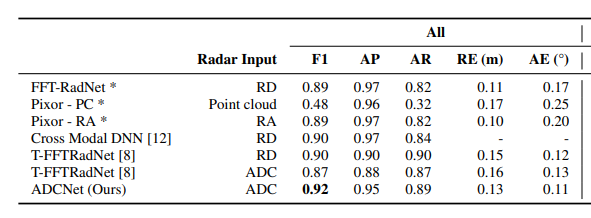 All
Radar Input F1 AP AR RE (m) AE (°)
FFT-RadNet * RD 0.89 0.97 0.82 0.11 0.17
Pixor - PC * Point cloud 0.48 0.96 0.32 0.17 0.25
Pixor - RA * RA 0.89 0.97 0.82 0.10 0.20
Cross Modal DNN [12] RD 0.90 0.97 0.84 - -
T-FFTRadNet [8] RD 0.90 0.90 0.90 0.15 0.12
T-FFTRadNet [8] ADC 0.87 0.88 0.87 0.16 0.13
ADCNet (Ours) ADC 0.92 0.95 0.89 0.13 0.11